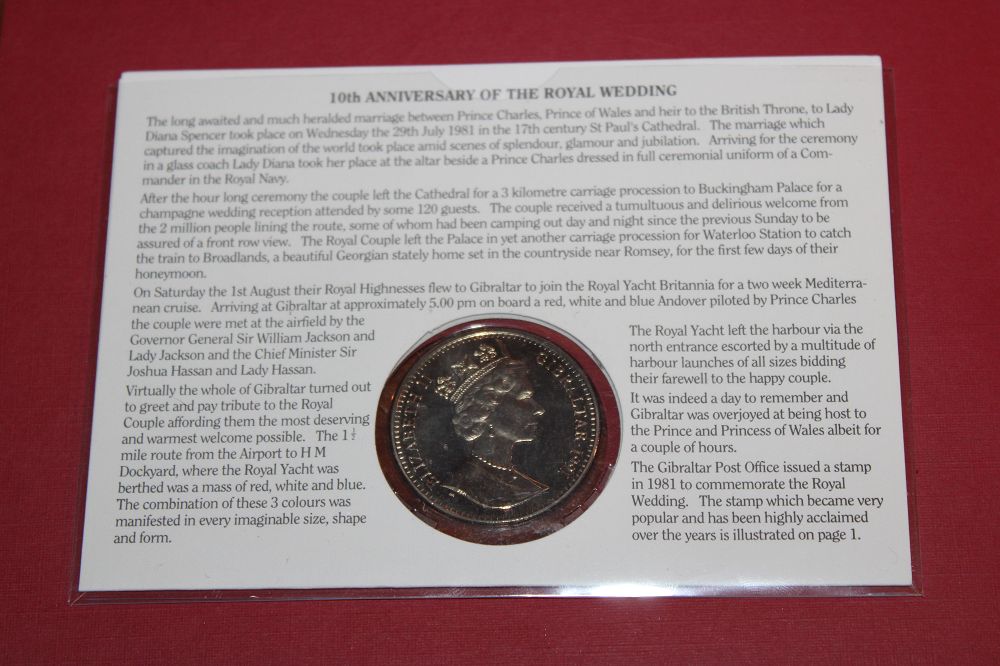 10th ANNIVERSARY OF THE ROYAL WEDDING
The long awaited and much heralded marriage between Prince Charles, Prince of Wales and heir to the British Throne, to Lady
Diana Spencer took place on Wednesday the 29th July 1981 in the 17th century St Paul's Cathedral. The marriage which
captured the imagination of the world took place amid scenes of splendour, glamour and jubilation. Arriving for the ceremony
in a glass coach Lady Diana took her place at the altar beside a Prince Charles dressed in full ceremonial uniform of a Com-
mander in the Royal Navy.
After the hour long ceremony the couple left the Cathedral for a 3 kilometre carriage procession to Buckingham Palace for a
champagne wedding reception attended by some 120 guests. The couple received a tumultuous and delirious welcome from
the 2 million people lining the route, some of whom had been camping out day and night since the previous Sunday to be
assured of a front row view. The Royal Couple left the Palace in yet another carriage procession for Waterloo Station to catch
the train to Broadlands, a beautiful Georgian stately home set in the countryside near Romsey, for the first few days of their
honeymoon.
On Saturday the 1st August their Royal Highnesses flew to Gibraltar to join the Royal Yacht Britannia for a two week Mediterra-
nean cruise. Arriving at Gibraltar at approximately 5.00 pm on board a red, white and blue Andover piloted by Prince Charles
the couple were met at the airfield by the
Governor General Sir William Jackson and
Lady Jackson and the Chief Minister Sir
Joshua Hassan and Lady Hassan.
Virtually the whole of Gibraltar turned out
to greet and pay tribute to the Royal
Couple affording them the most deserving
and warmest welcome possible. The 1½
mile route from the Airport to H M
Dockyard, where the Royal Yacht was
berthed was a mass of red, white and blue.
The combination of these 3 colours was
manifested in every imaginable size, shape
and form.
ELIZABETH II GIBRALTAR
The Royal Yacht left the harbour via the
north entrance escorted by a multitude of
harbour launches of all sizes bidding
their farewell to the happy couple.
It was indeed a day to remember and
Gibraltar was overjoyed at being host to
the Prince and Princess of Wales albeit for
a couple of hours.
The Gibraltar Post Office issued a stamp
in 1981 to commemorate the Royal
Wedding. The stamp which became very
popular and has been highly acclaimed
over the years is illustrated on page 1.